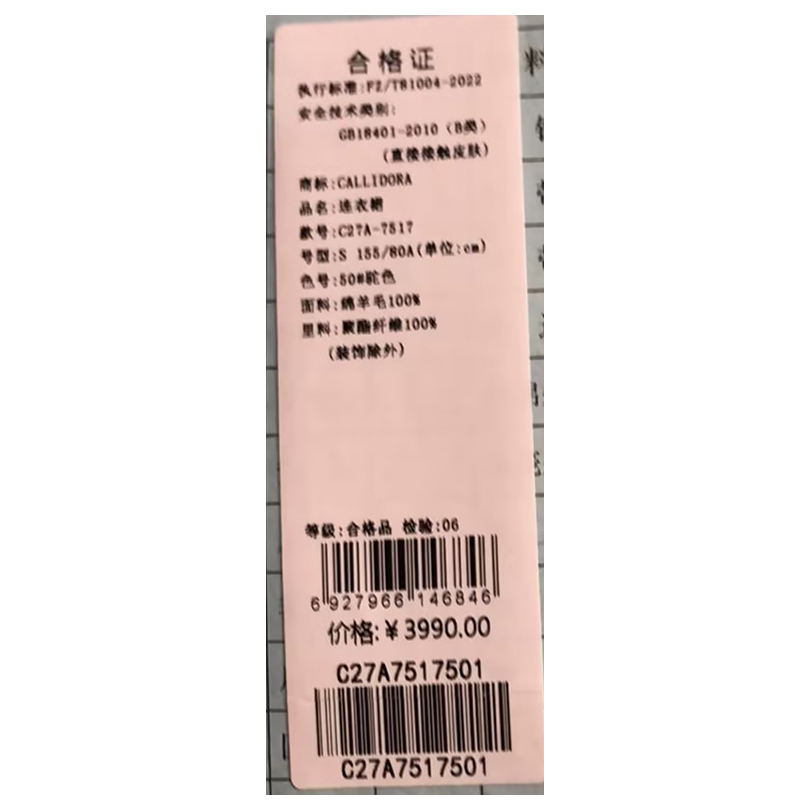 合格证
执行标准:FZ/T81004-2022
安全技术类别:
GB18401-2010（B类）
(直接接触皮肤)
商标:CALLIDORA
品名:连衣裙
款号:C27A-7517
号型:S 155/80A(单位:cm)
色号:50#驼色
面料:绵羊毛100%
里料:聚酯纤维100%
(装饰除外)
等级:合格品 检验:06
6 927966 146846
价格:￥3990.00
C27A7517501
C27A7517501
料